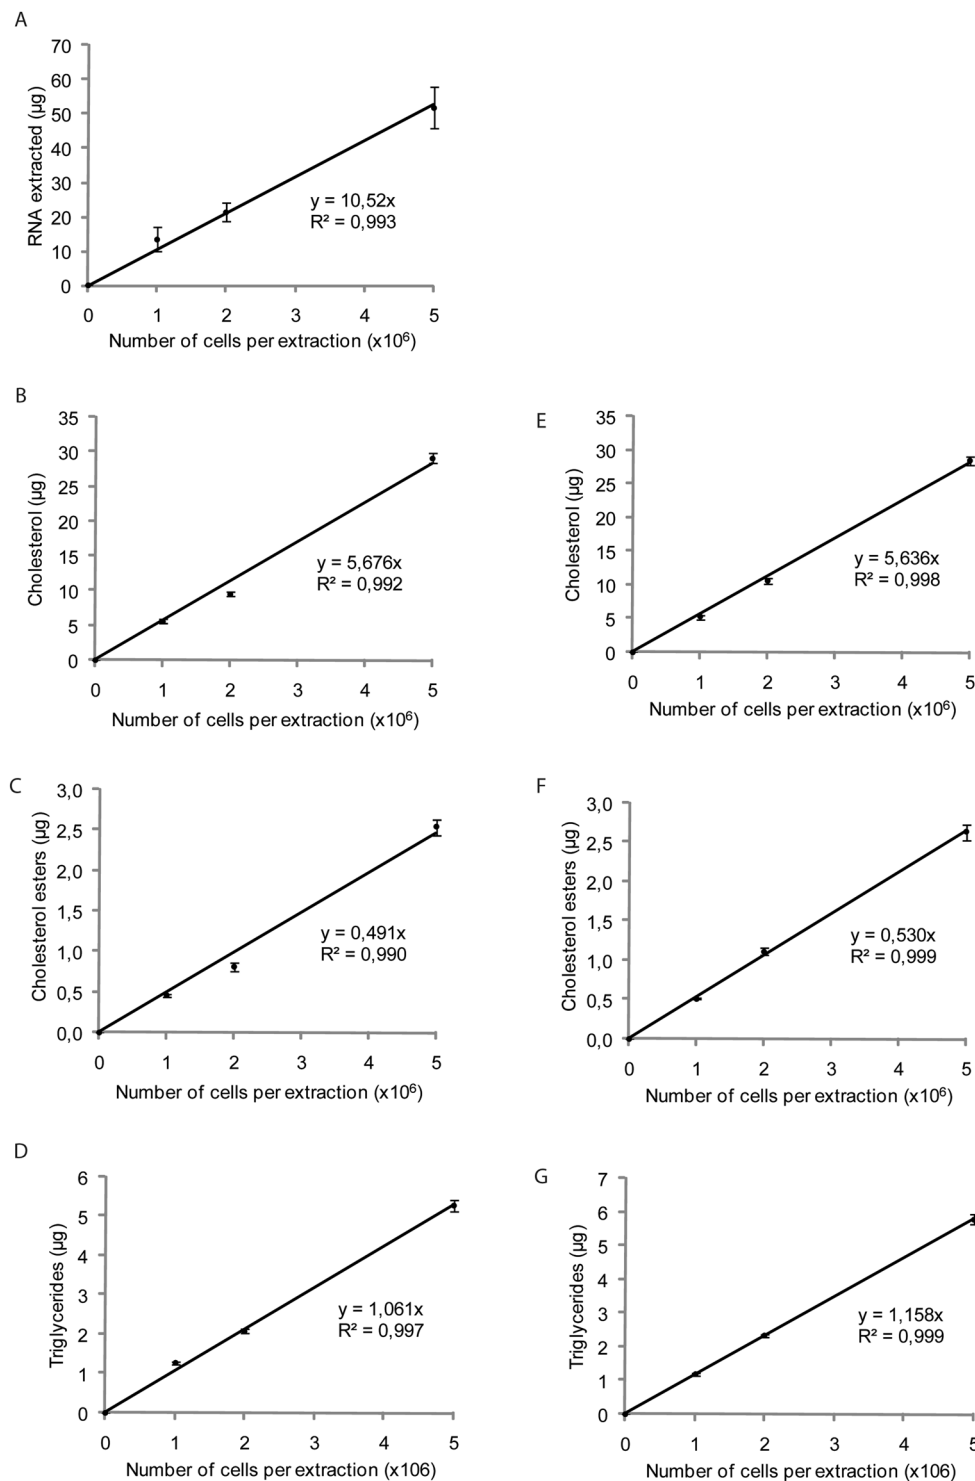 A
RNA extracted (µg)
70
60
50
40
30
20
10
0
y = 10,52x
R² = 0,993
0 1 2 3 4 5
Number of cells per extraction (x10⁶)
B
Cholesterol (µg)
35
30
25
20
15
10
5
0
y = 5,676x
R² = 0,992
0 1 2 3 4 5
Number of cells per extraction (x10⁶)
E
Cholesterol (µg)
35
30
25
20
15
10
5
0
y = 5,636x
R² = 0,998
0 1 2 3 4 5
Number of cells per extraction (x10⁶)
C
Cholesterol esters (µg)
3,0
2,5
2,0
1,5
1,0
0,5
0,0
y = 0,491x
R² = 0,990
0 1 2 3 4 5
Number of cells per extraction (x10⁶)
F
Cholesterol esters (µg)
3,0
2,5
2,0
1,5
1,0
0,5
0,0
y = 0,530x
R² = 0,999
0 1 2 3 4 5
Number of cells per extraction (x10⁶)
D
Triglycerides (µg)
6
5
4
3
2
1
0
y = 1,061x
R² = 0,997
0 1 2 3 4 5
Number of cells per extraction (x106)
G
Triglycerides (µg)
7
6
5
4
3
2
1
0
y = 1,158x
R² = 0,999
0 1 2 3 4 5
Number of cells per extraction (x106)